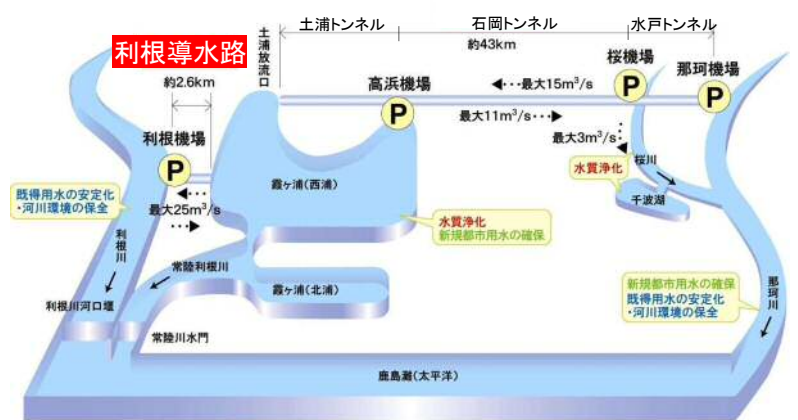 土浦トンネル
石岡トンネル
水戸トンネル
約43km
土浦放流口
利根導水路
約2.6km
利根機場
P
高浜機場
P
桜機場
P
那珂機場
P
最大15m³/s
最大11m³/s
最大3m³/s
水質浄化
桜川
千波湖
既得用水の安定化
・河川環境の保全
最大25m³/s
霞ヶ浦(西浦)
水質浄化
新規都市用水の確保
利根川
常陸利根川
霞ヶ浦(北浦)
利根川河口堰
常陸川水門
新規都市用水の確保
既得用水の安定化
・河川環境の保全
那珂川
鹿島灘(太平洋)